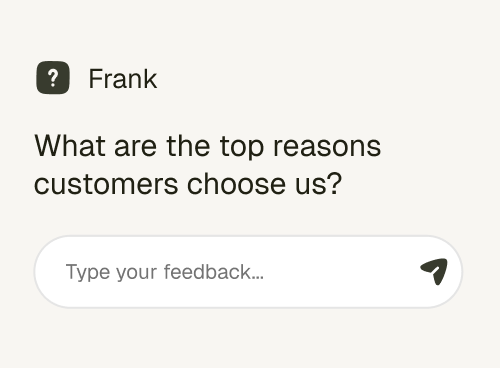 ?
Frank
What are the top reasons
customers choose us?
Type your feedback...